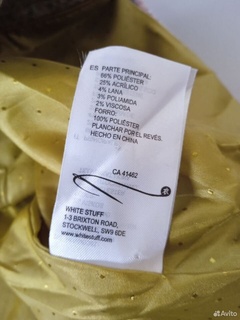 ES PARTE PRINCIPAL:
66% POLIÉSTER
25% ACRÍLICO
4% LANA
3% POLIAMIDA
2% VISCOSA
FORRO:
100% POLIÉSTER
PLANCHAR POR EL REVÉS.
HECHO EN CHINA
CA 41462
WHITE STUFF
1-3 BRIXTON ROAD,
STOCKWELL, SW9 6DE
www.whitestuff.com
Avito